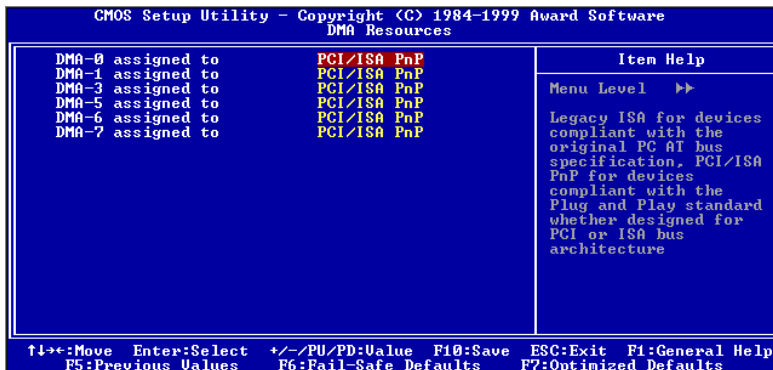 CMOS Setup Utility - Copyright (C) 1984-1999 Award Software
DMA Resources
DMA-0 assigned to PCI/ISA PnP
DMA-1 assigned to PCI/ISA PnP
DMA-3 assigned to PCI/ISA PnP
DMA-5 assigned to PCI/ISA PnP
DMA-6 assigned to PCI/ISA PnP
DMA-7 assigned to PCI/ISA PnP
Item Help
Menu Level ▸▸
Legacy ISA for devices
compliant with the
original PC AT bus
specification, PCI/ISA
PnP for devices
compliant with the
Plug and Play standard
whether designed for
PCI or ISA bus
architecture
↑↓→←:Move Enter:Select +/-/PU/PD:Value F10:Save ESC:Exit F1:General Help
F5:Previous Values F6:Fail-Safe Defaults F7:Optimized Defaults